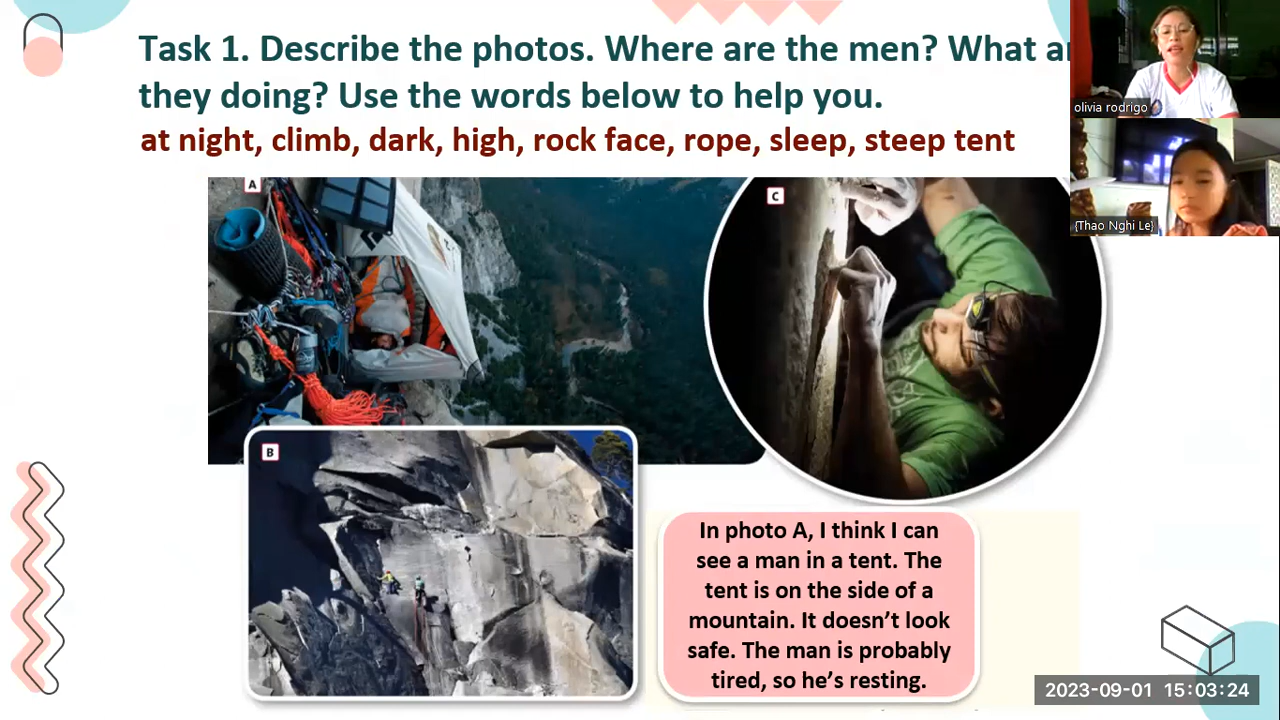 Task 1. Describe the photos. Where are the men? What ar
they doing? Use the words below to help you.
at night, climb, dark, high, rock face, rope, sleep, steep tent
olivia rodrigo
{Thao Nghi Le}
A
C
B
In photo A, I think I can
see a man in a tent. The
tent is on the side of a
mountain. It doesn’t look
safe. The man is probably
tired, so he’s resting.
2023-09-01 15:03:24